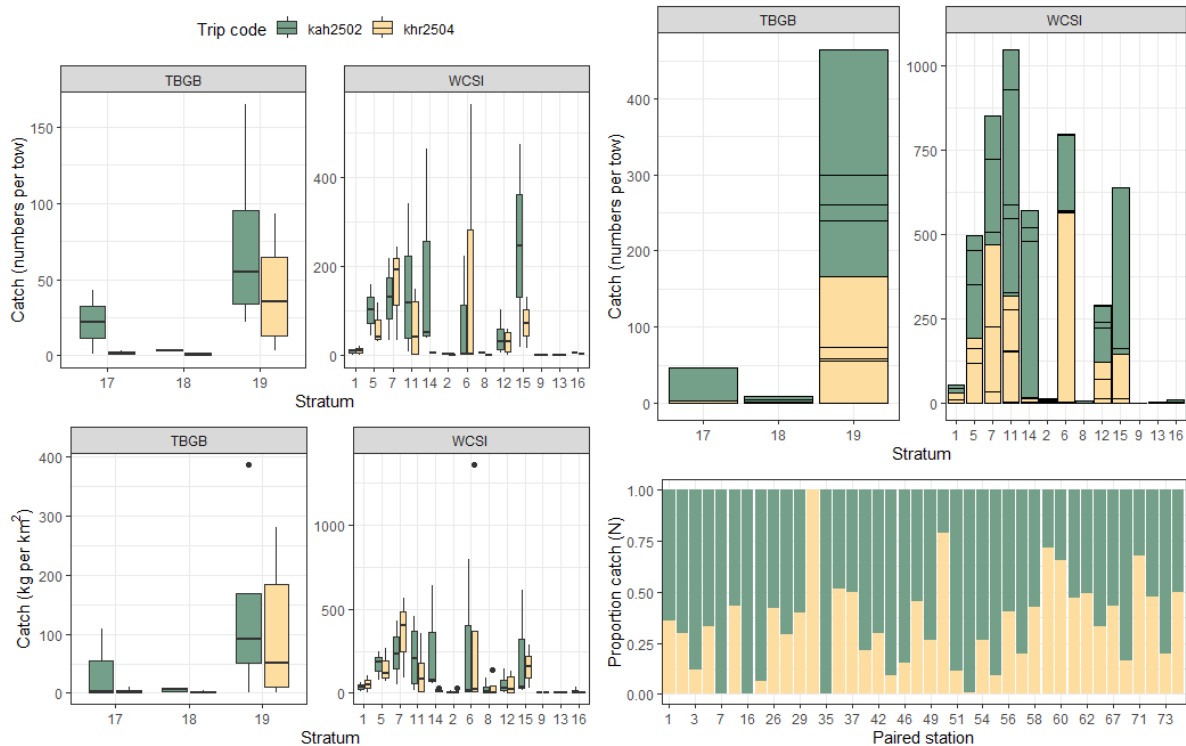 Trip code kah2502 khr2504
TBGB
WCSI
Catch (numbers per tow)
150
100
50
0
400
200
0
17 18 19
1 5 7 11 14 2 6 8 12 15 9 13 16
Stratum
TBGB
WCSI
Catch (kg per km²)
400
300
200
100
0
1000
500
0
17 18 19
1 5 7 11 14 2 6 8 12 15 9 13 16
Stratum
TBGB
WCSI
Catch (numbers per tow)
400
300
200
100
0
1000
750
500
250
0
17 18 19
1 5 7 11 14 2 6 8 12 15 9 13 16
Stratum
Proportion catch (N)
1.00
0.75
0.50
0.25
0.00
1 3 7 16 26 29 35 37 42 46 49 51 54 56 58 62 67 71 73
Paired station